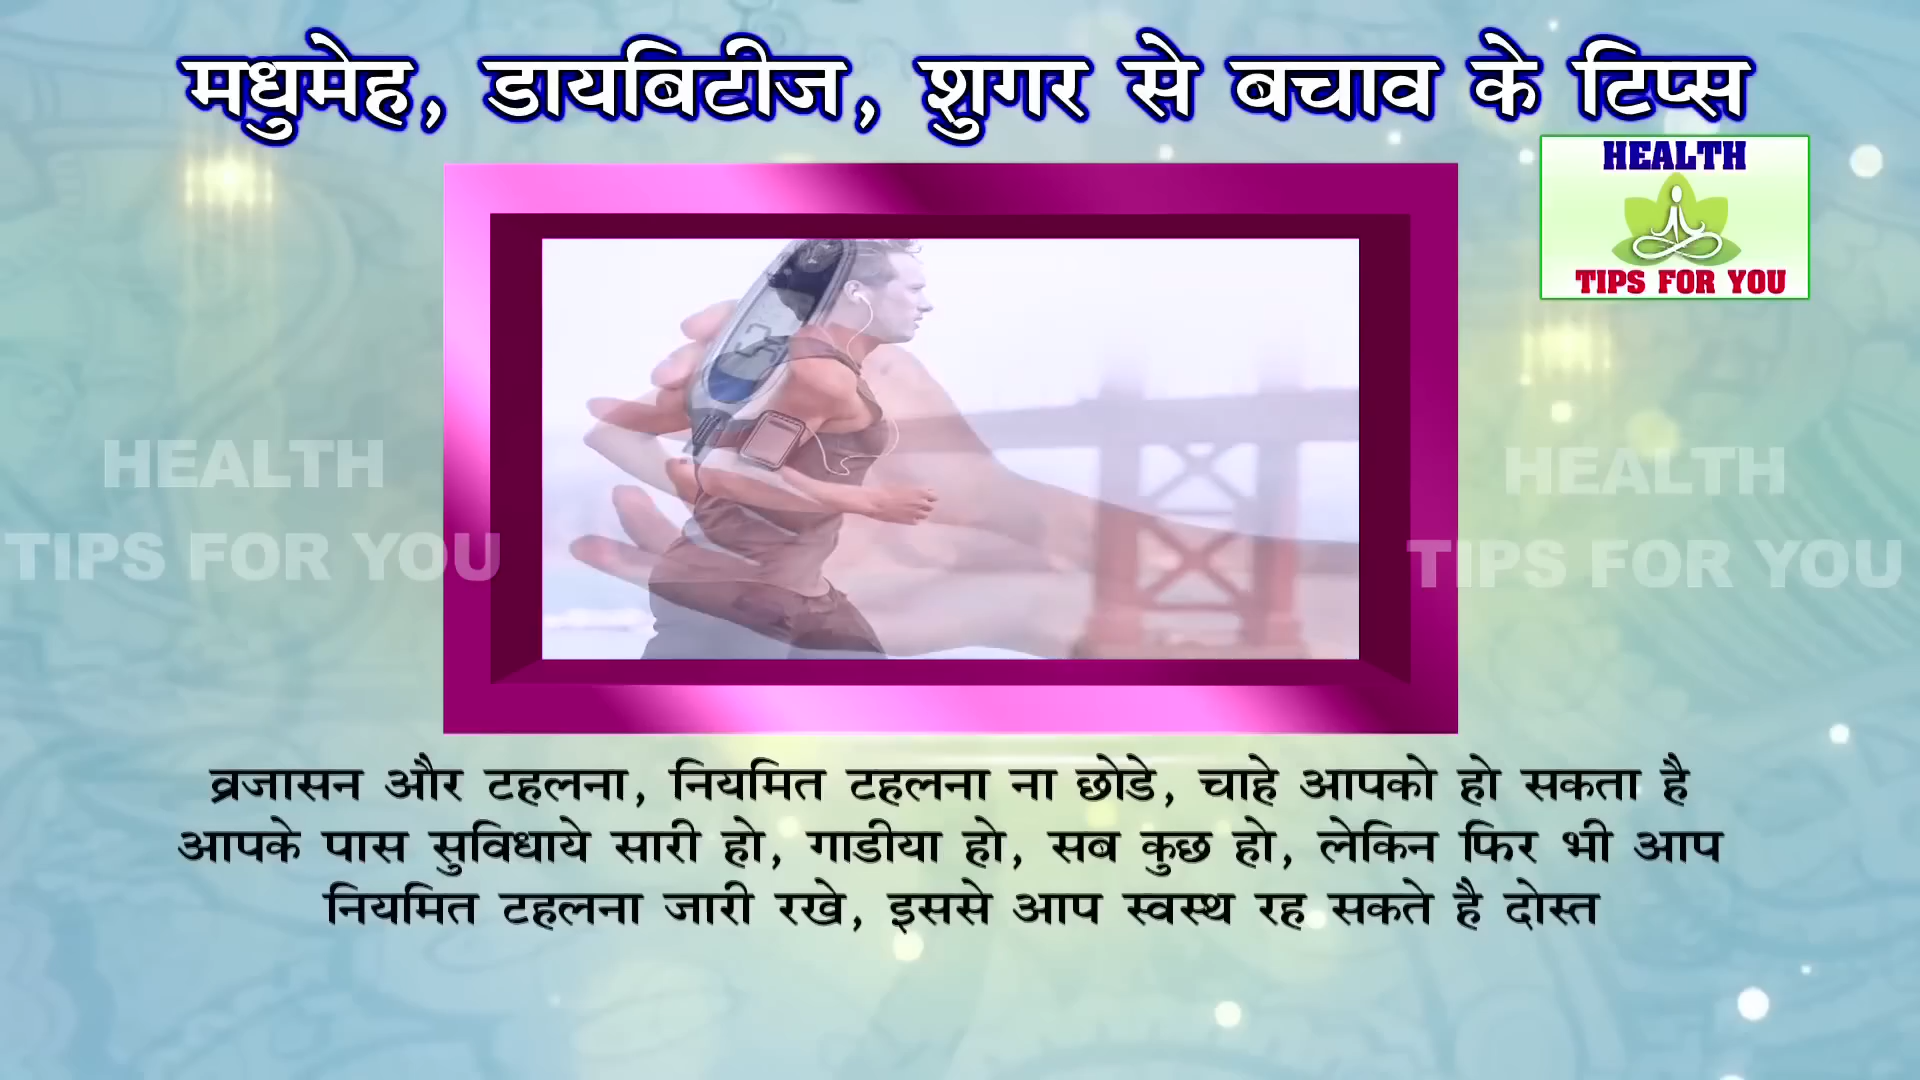 मधुमेह, डायबिटीज, शुगर से बचाव के टिप्स
HEALTH
TIPS FOR YOU
HEALTH
TIPS FOR YOU
HEALTH
TIPS FOR YOU
व्रजासन और टहलना, नियमित टहलना ना छोडे, चाहे आपको हो सकता है
आपके पास सुविधाये सारी हो, गाडीया हो, सब कुछ हो, लेकिन फिर भी आप
नियमित टहलना जारी रखे, इससे आप स्वस्थ रह सकते है दोस्त